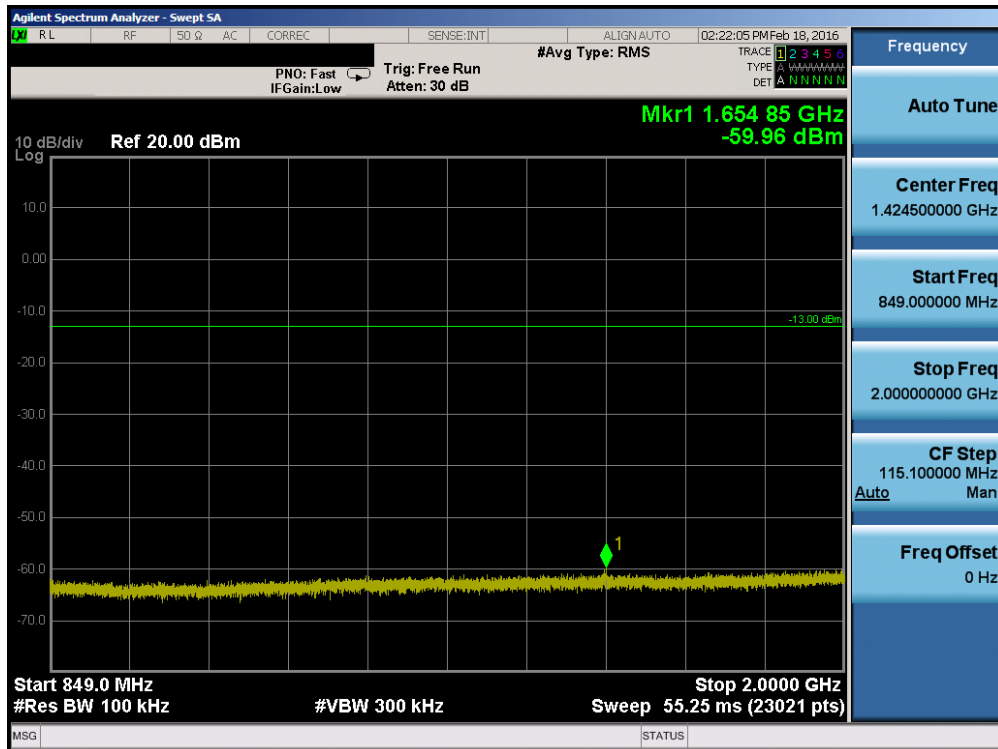 Agilent Spectrum Analyzer - Swept SA
LXI RL RF 50 Ω AC CORREC SENSE:INT ALIGN AUTO 02:22:05 PM Feb 18, 2016
#Avg Type: RMS TRACE 1 2 3 4 5 6
PNO: Fast Trig: Free Run TYPE A WWWWW
IFGain:Low Atten: 30 dB DET A N N N N N
Mkr1 1.654 85 GHz
-59.96 dBm
10 dB/div Ref 20.00 dBm
Log
10.0
0.00
-10.0
-13.00 dBm
-20.0
-30.0
-40.0
-50.0
1
-60.0
-70.0
Start 849.0 MHz Stop 2.0000 GHz
#Res BW 100 kHz #VBW 300 kHz Sweep 55.25 ms (23021 pts)
MSG STATUS
Frequency
Auto Tune
Center Freq
1.424500000 GHz
Start Freq
849.000000 MHz
Stop Freq
2.000000000 GHz
CF Step
115.100000 MHz
Auto Man
Freq Offset
0 Hz